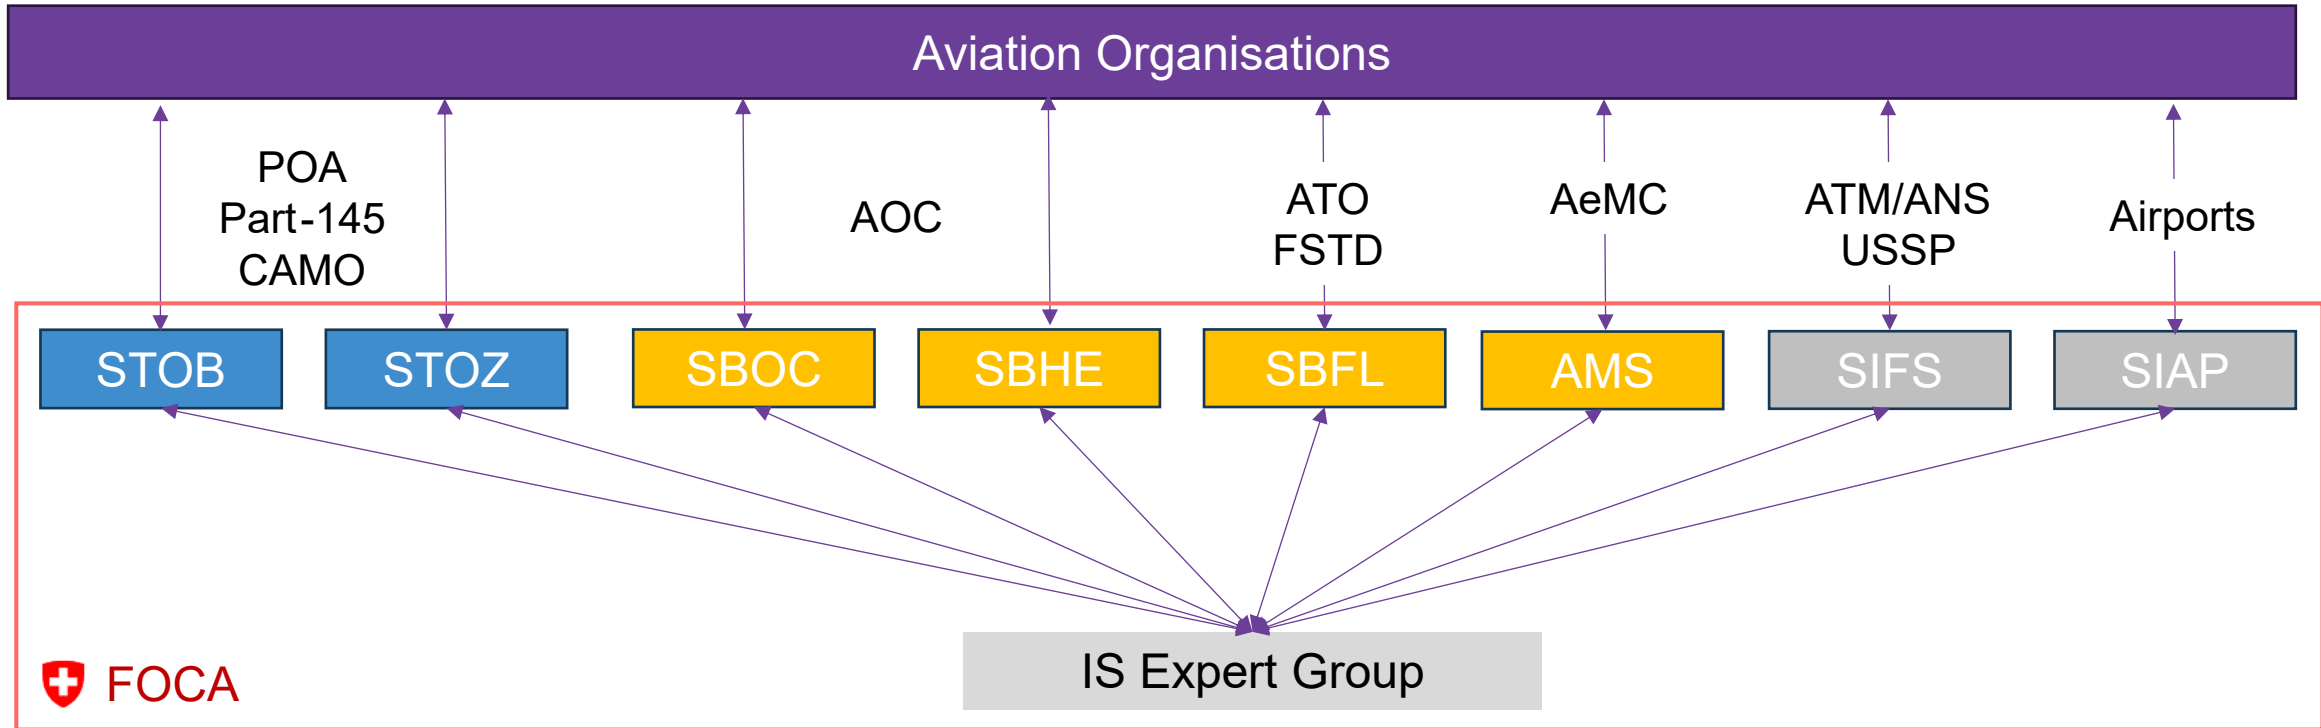 Aviation Organisations
POA
Part-145
CAMO
AOC
ATO
FSTD
AeMC
ATM/ANS
USSP
Airports
STOB
STOZ
SBOC
SBHE
SBFL
AMS
SIFS
SIAP
IS Expert Group
FOCA